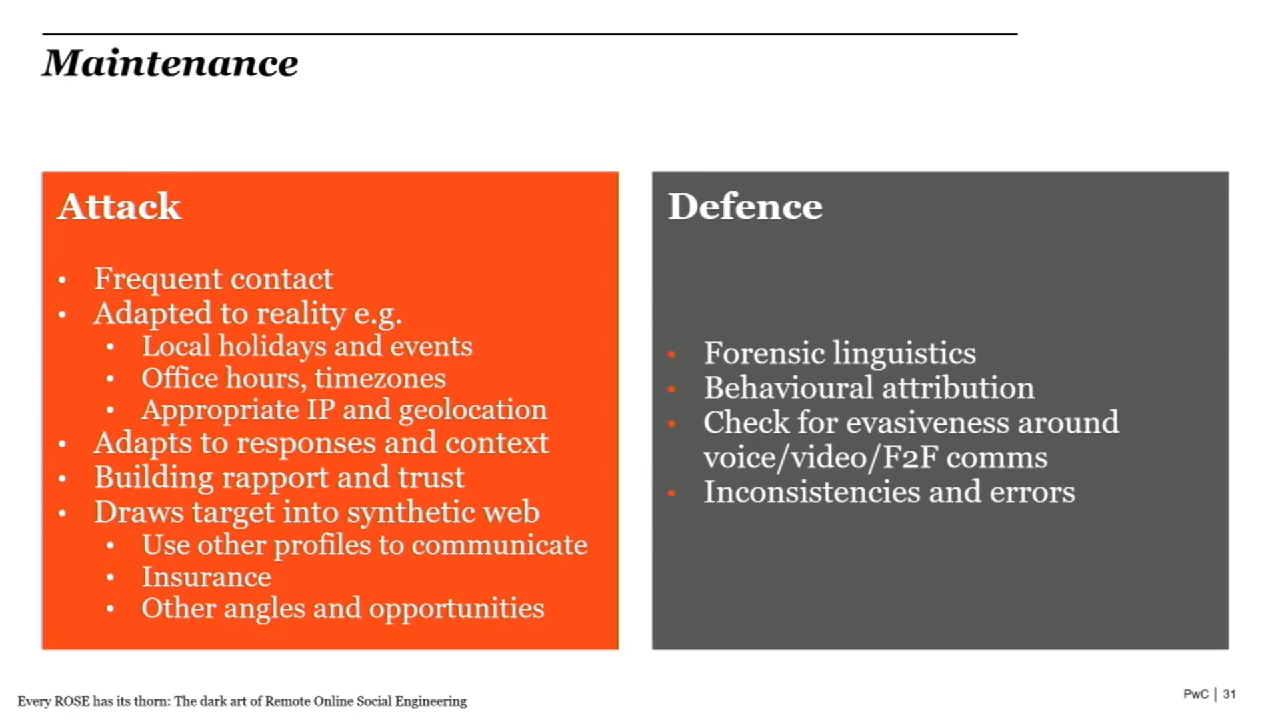 Maintenance
Attack
• Frequent contact
• Adapted to reality e.g.
• Local holidays and events
• Office hours, timezones
• Appropriate IP and geolocation
• Adapts to responses and context
• Building rapport and trust
• Draws target into synthetic web
• Use other profiles to communicate
• Insurance
• Other angles and opportunities
Defence
• Forensic linguistics
• Behavioural attribution
• Check for evasiveness around
voice/video/F2F comms
• Inconsistencies and errors
Every ROSE has its thorn: The dark art of Remote Online Social Engineering
PwC | 31